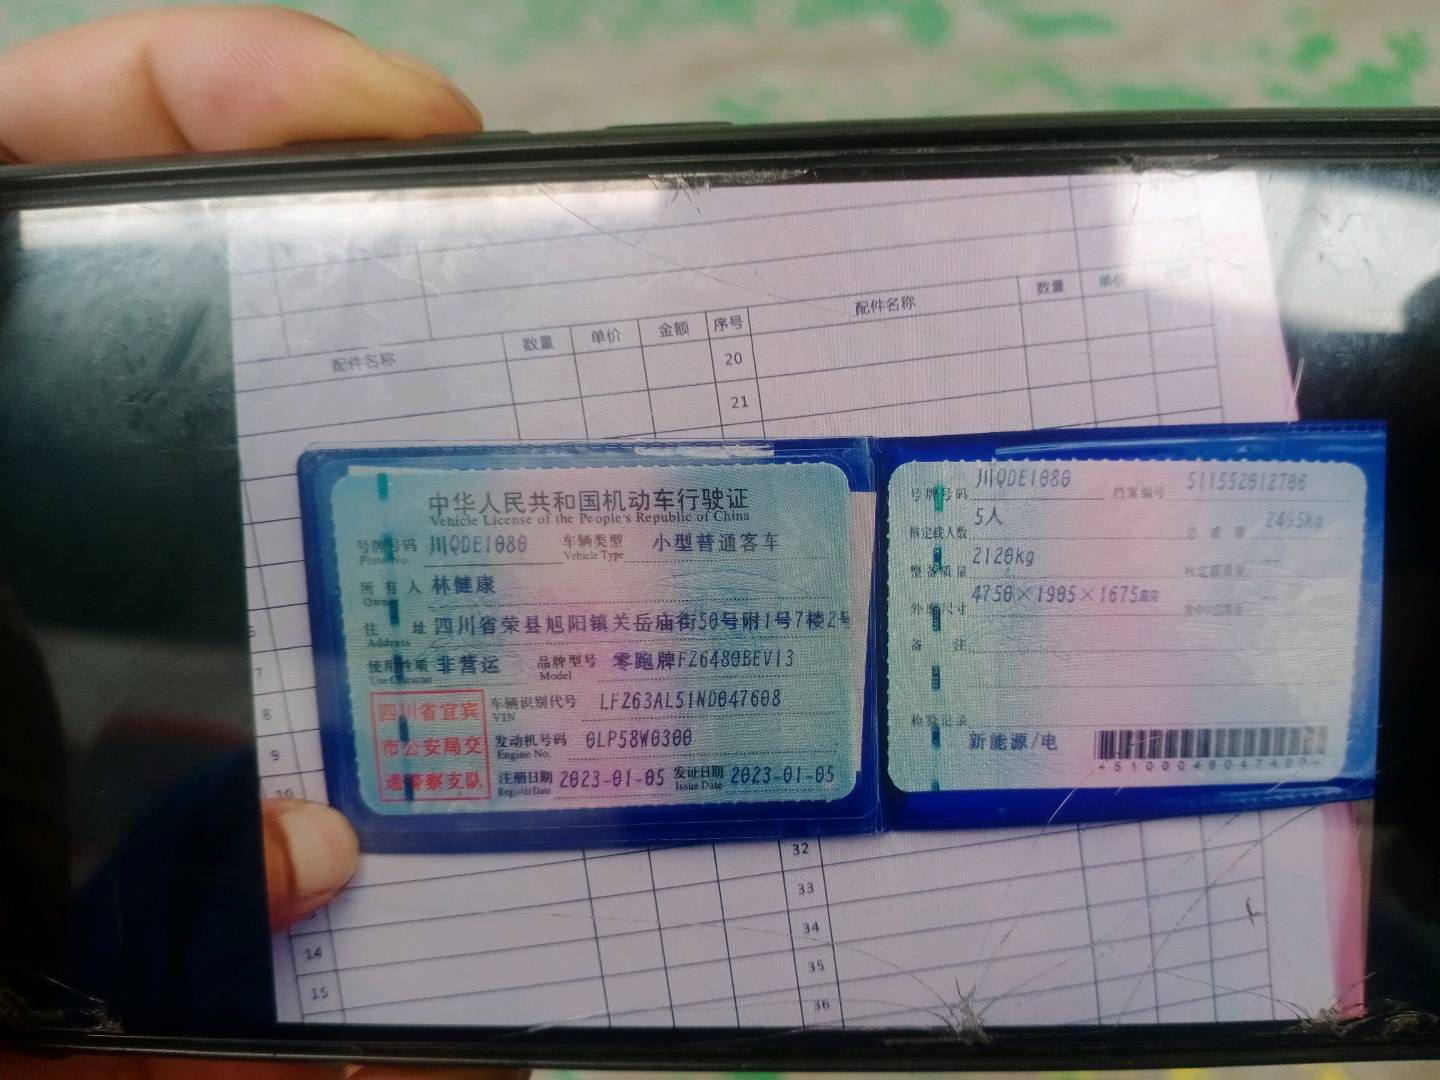 配件名称 数量 单价 金额 序号 配件名称 数量 单价
20
21
中华人民共和国机动车行驶证
Vehicle License of the People's Republic of China
号牌号码 川QDE1080 车辆类型 小型普通客车
Plate No. Vehicle Type
所有人 林健康
Owner
住址 四川省荣县旭阳镇关岳庙街50号附1号7楼2号
Address
使用性质 非营运 品牌型号 零跑牌FZ6480BEV13
Use Character Model
四川省宜宾
市公安局交
通警察支队
车辆识别代号 LFZ63AL51ND047608
VIN
发动机号码 0LP58W0300
Engine No.
注册日期 2023-01-05 发证日期 2023-01-05
Register Date Issue Date
号牌号码 川QDE1080 档案编号 511552012706
核定载人数 5人 总质量 2495kg
整备质量 2120kg 核定载质量 --
外廓尺寸 4750×1905×1675mm
备注
检验记录
新能源/电
7
8
9
10
32
33
14 34
15 35
36